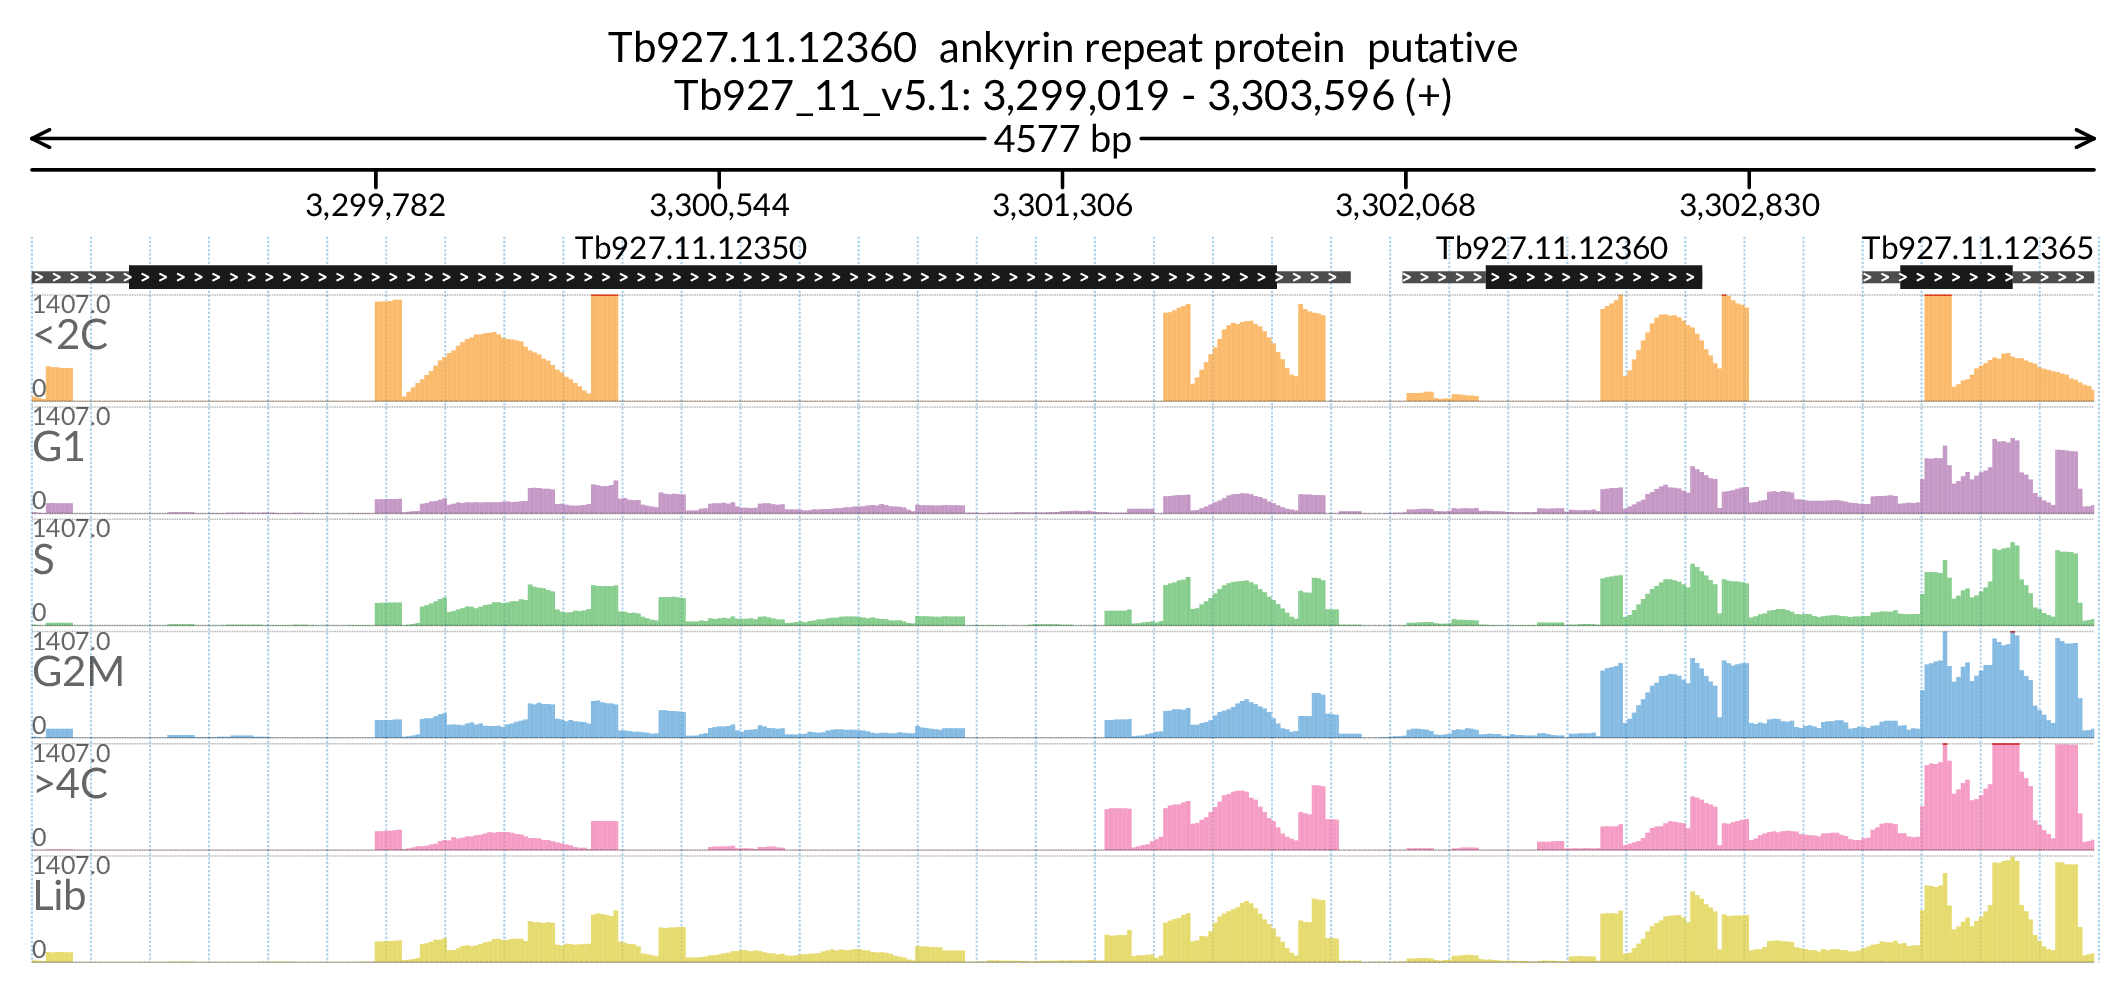 Tb927.11.12360 ankyrin repeat protein putative
Tb927_11_v5.1: 3,299,019 - 3,303,596 (+)
4577 bp
3,299,782 3,300,544 3,301,306 3,302,068 3,302,830
Tb927.11.12350 Tb927.11.12360 Tb927.11.12365
1407.0
<2C
0
1407.0
G1
0
1407.0
S
0
1407.0
G2M
0
1407.0
>4C
0
1407.0
Lib
0